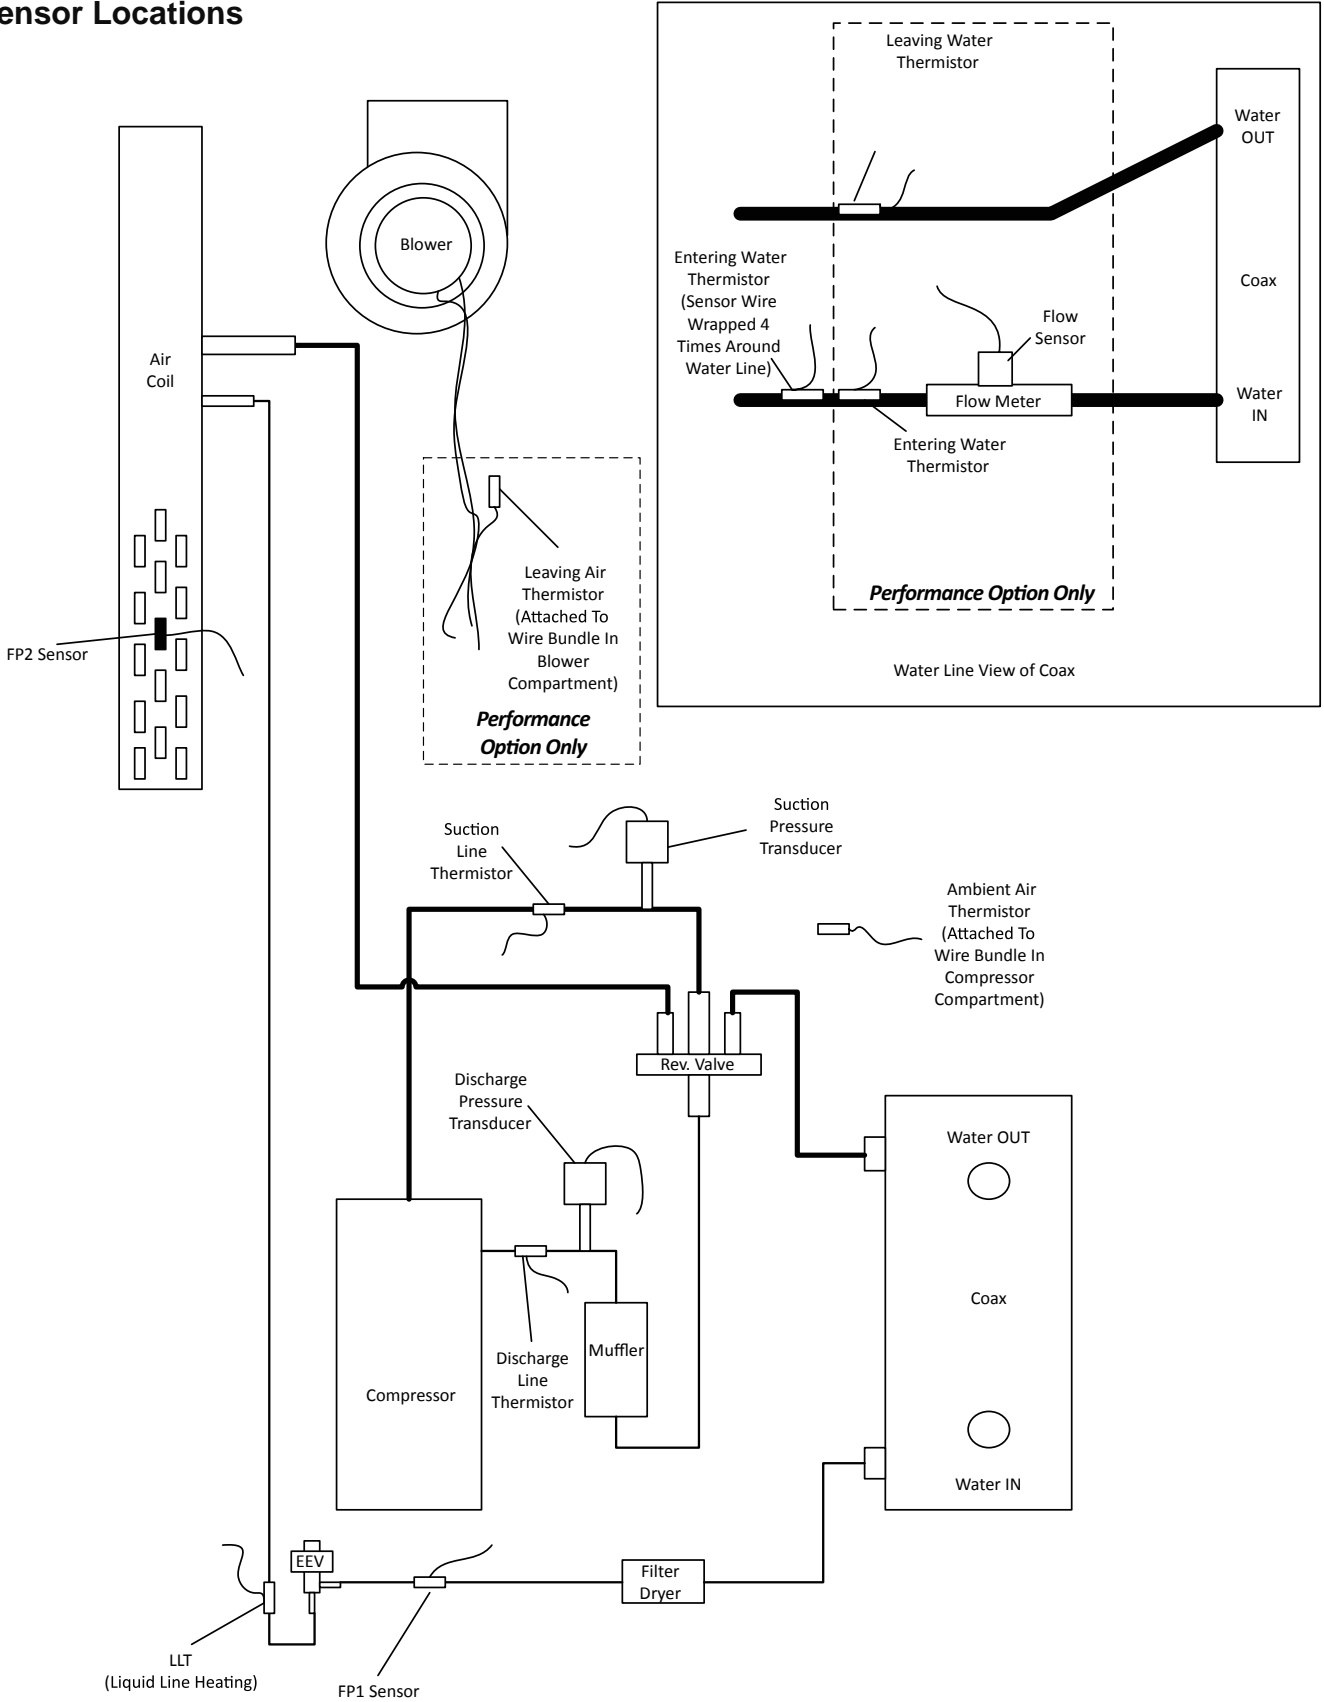 ensor Locations
Leaving Water
Thermistor
Water
OUT
Blower
Entering Water
Thermistor
(Sensor Wire
Wrapped 4
Times Around
Water Line)
Coax
Flow
Sensor
Air
Coil
Flow Meter
Water
IN
Entering Water
Thermistor
Leaving Air
Thermistor
(Attached To
Wire Bundle In
Blower
Compartment)
Performance Option Only
FP2 Sensor
Water Line View of Coax
Performance
Option Only
Suction
Pressure
Transducer
Suction
Line
Thermistor
Ambient Air
Thermistor
(Attached To
Wire Bundle In
Compressor
Compartment)
Rev. Valve
Discharge
Pressure
Transducer
Water OUT
Coax
Muffler
Discharge
Line
Thermistor
Compressor
Water IN
EEV
Filter
Dryer
LLT
(Liquid Line Heating)
FP1 Sensor